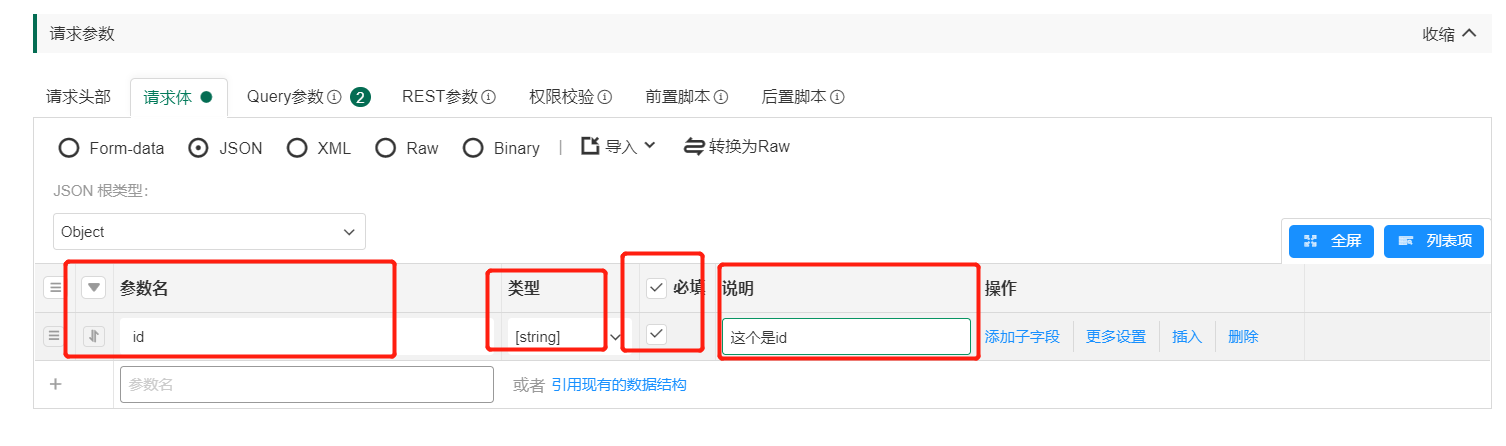 请求参数 收缩
请求头部 请求体 Query参数 2 REST参数 权限校验 前置脚本 后置脚本
Form-data JSON XML Raw Binary | 导入 转换为Raw
JSON 根类型:
Object 全屏 列表项
参数名 类型 必填 说明 操作
id [string] 这个是id 添加子字段 更多设置 插入 删除
+ 参数名 或者 引用现有的数据结构